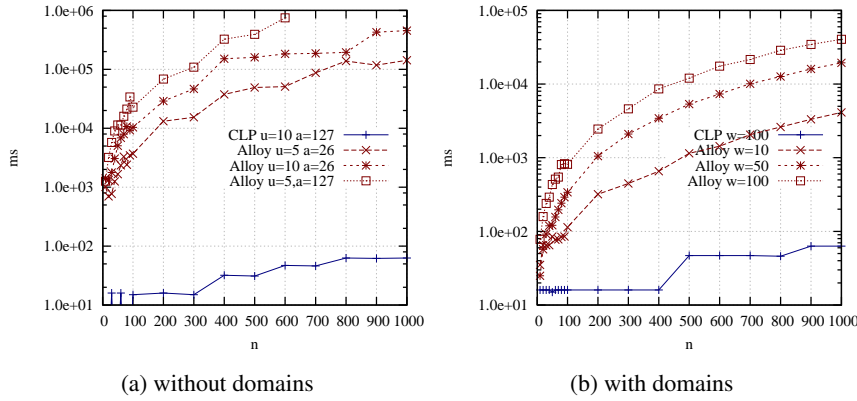 1.0e+06
1.0e+05
1.0e+04
1.0e+03
1.0e+02
1.0e+01
ms
0 100 200 300 400 500 600 700 800 900 1000
n
CLP u=10 a=127
Alloy u=5 a=26
Alloy u=10 a=26
Alloy u=5,a=127
(a) without domains
1.0e+05
1.0e+04
1.0e+03
1.0e+02
1.0e+01
ms
0 100 200 300 400 500 600 700 800 900 1000
n
CLP w=100
Alloy w=10
Alloy w=50
Alloy w=100
(b) with domains